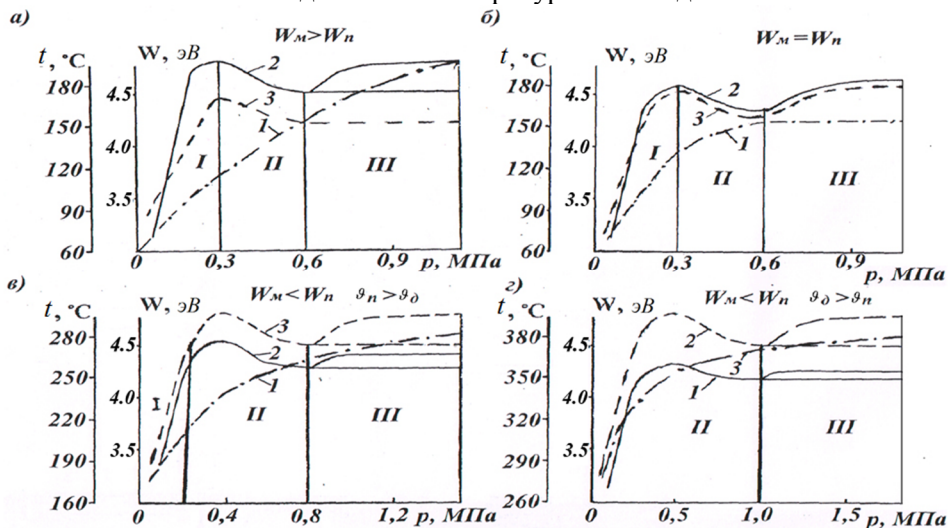 а)
t, °С
W, эВ
Wм>Wп
180
150
120
90
60
4.5
4.0
3.5
2
3
1
I
II
III
0
0,3
0,6
0,9
р, МПа
б)
t, °С
W, эВ
Wм=Wп
180
150
120
90
60
4.5
4.0
3.5
2
3
1
I
II
III
0
0,3
0,6
0,9
р, МПа
в)
t, °С
W, эВ
Wм<Wп ϑп>ϑд
280
250
220
190
160
4.5
4.0
3.5
3
2
1
I
II
III
0
0,4
0,8
1,2
р, МПа
г)
t, °С
W, эВ
Wм<Wп ϑд>ϑп
380
350
320
290
260
4.5
4.0
3.5
2
3
1
II
III
0
0,5
1,0
1,5
р, МПа